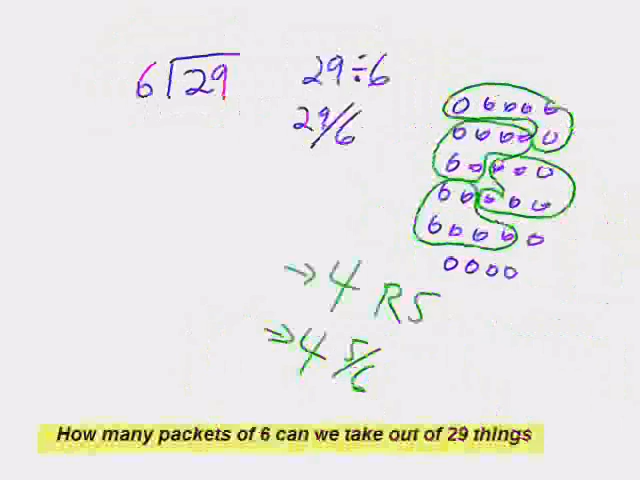 6 29
29÷6
29/6
→4 R5
→4 5/6
How many packets of 6 can we take out of 29 things